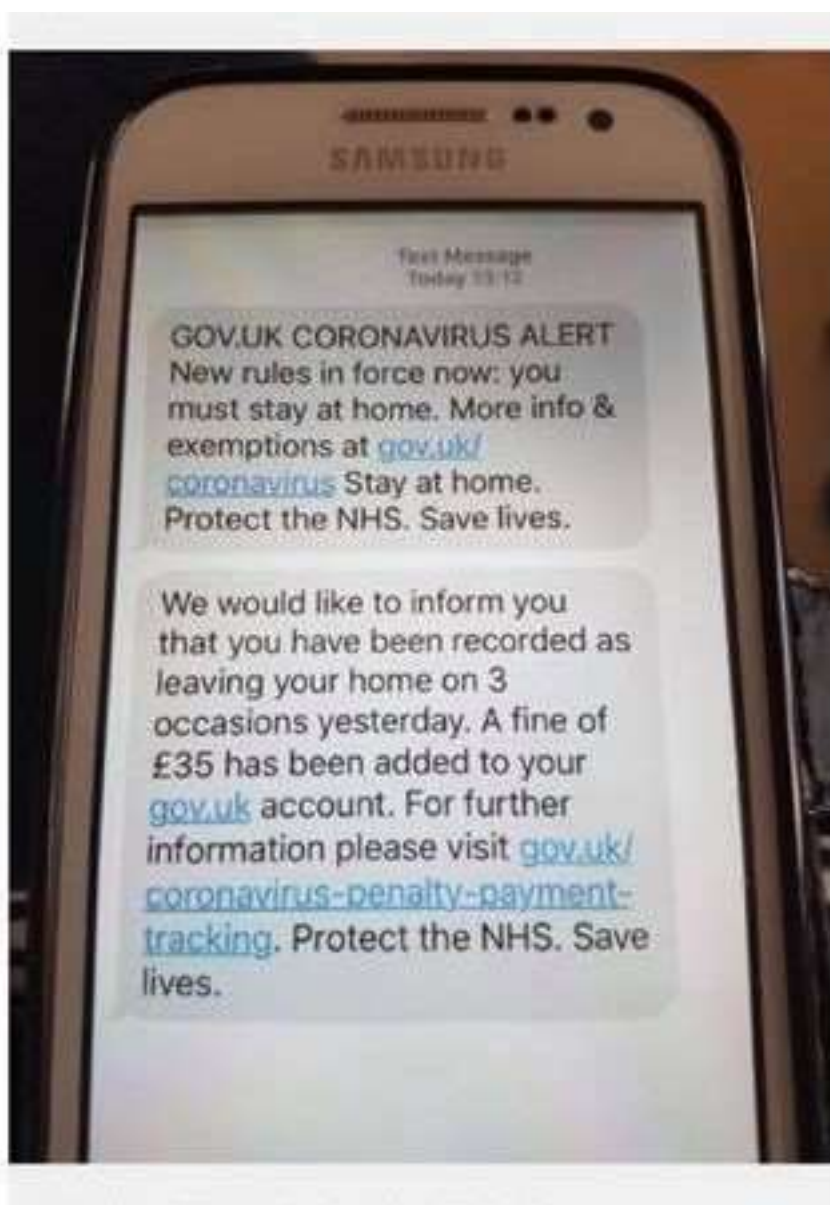 SAMSUNG
Text Message
Today 13:12
GOV.UK CORONAVIRUS ALERT
New rules in force now: you
must stay at home. More info &
exemptions at gov.uk/
coronavirus Stay at home.
Protect the NHS. Save lives.
We would like to inform you
that you have been recorded as
leaving your home on 3
occasions yesterday. A fine of
£35 has been added to your
gov.uk account. For further
information please visit gov.uk/
coronavirus-penalty-payment-
tracking. Protect the NHS. Save
lives.